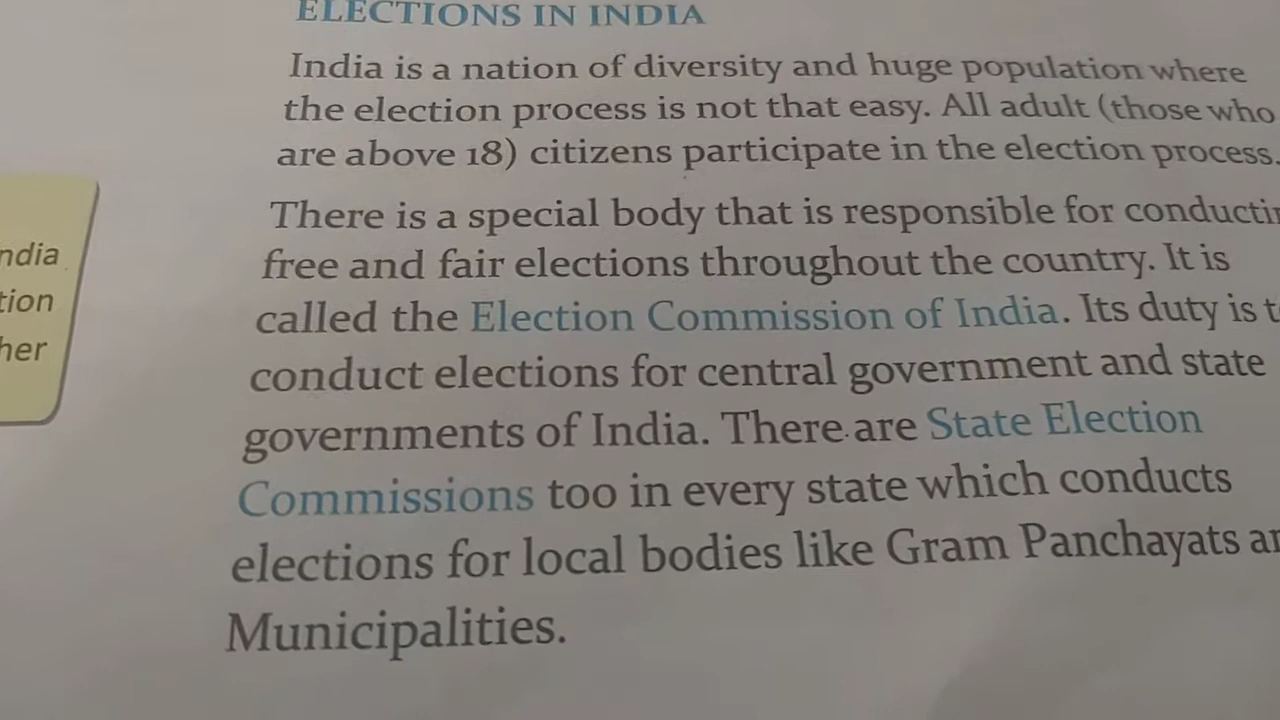 ELECTIONS IN INDIA
India is a nation of diversity and huge population where
the election process is not that easy. All adult (those who
are above 18) citizens participate in the election process.
There is a special body that is responsible for
free and fair elections throughout the country. It is
called the Election Commission of India. Its duty is
conduct elections for central government and state
governments of India. There are State Election
Commissions too in every state which conducts
elections for local bodies like Gram Panchayats
Municipalities.